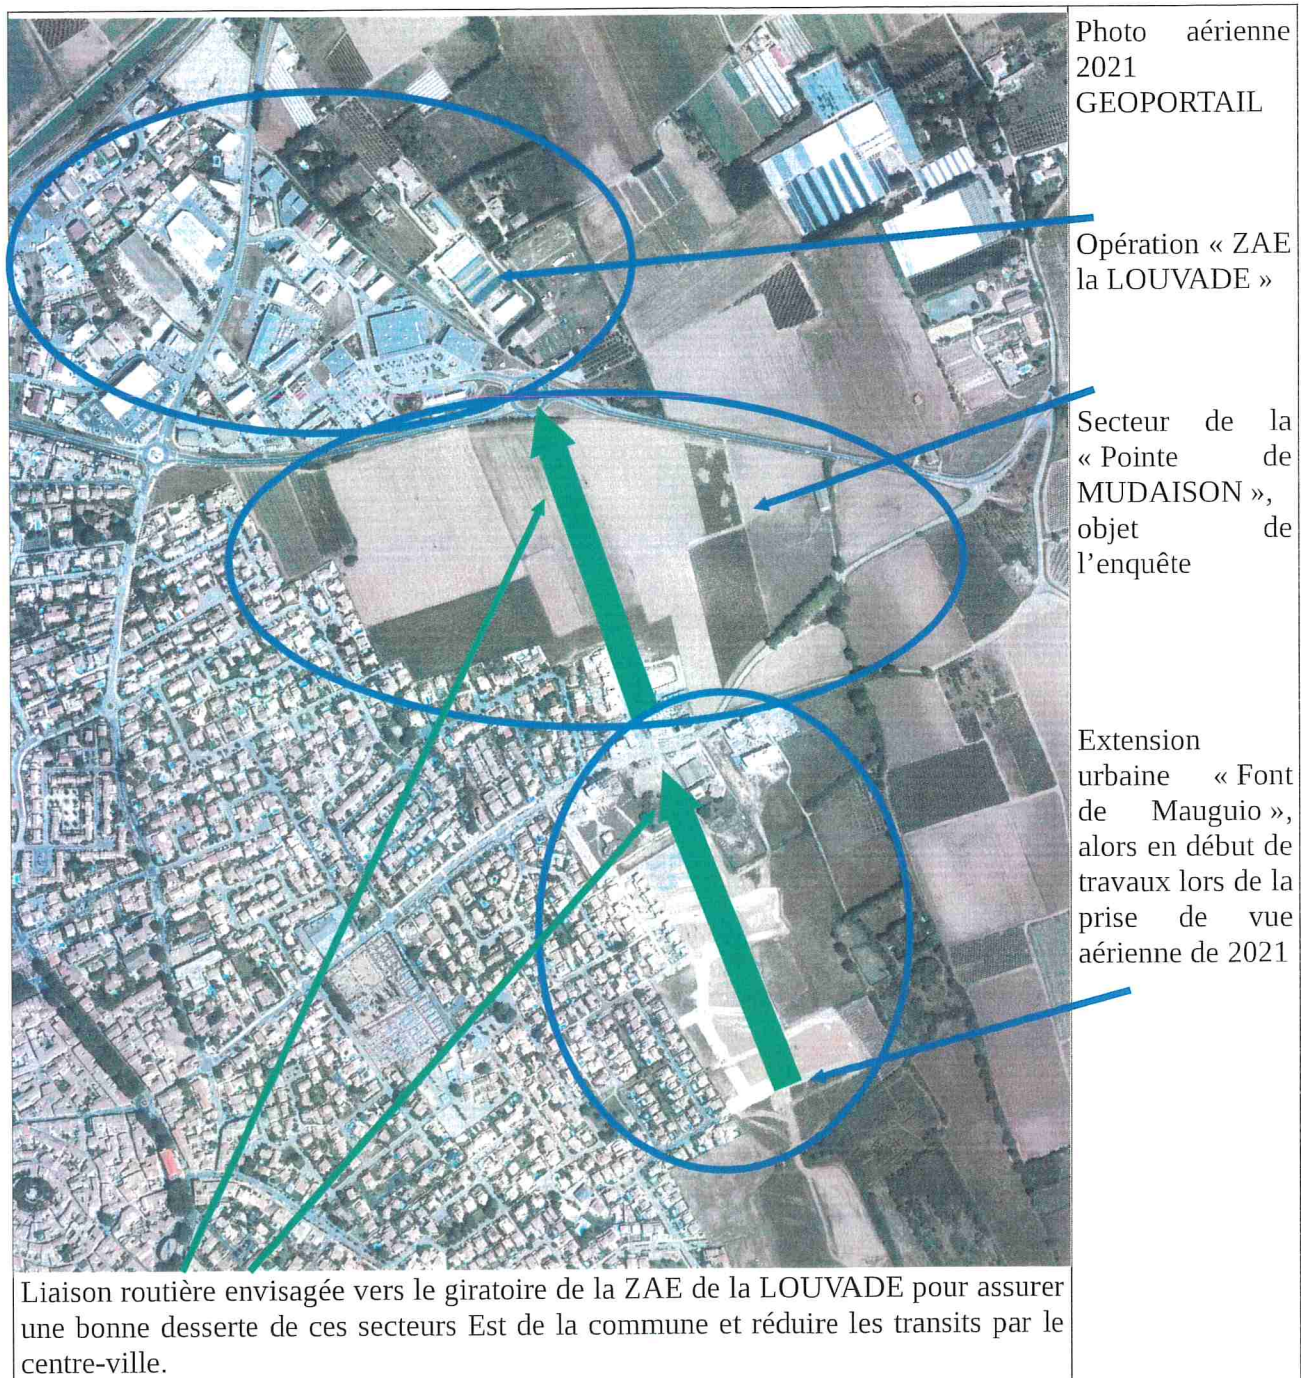 Photo aérienne
2021
GEOPORTAIL
Opération « ZAE
la LOUVADE »
Secteur de la
« Pointe de
MUDAISON »,
objet de
l’enquête
Extension
urbaine « Font
de Mauguio »,
alors en début de
travaux lors de la
prise de vue
aérienne de 2021
Liaison routière envisagée vers le giratoire de la ZAE de la LOUVADE pour assurer
une bonne desserte de ces secteurs Est de la commune et réduire les transits par le
centre-ville.